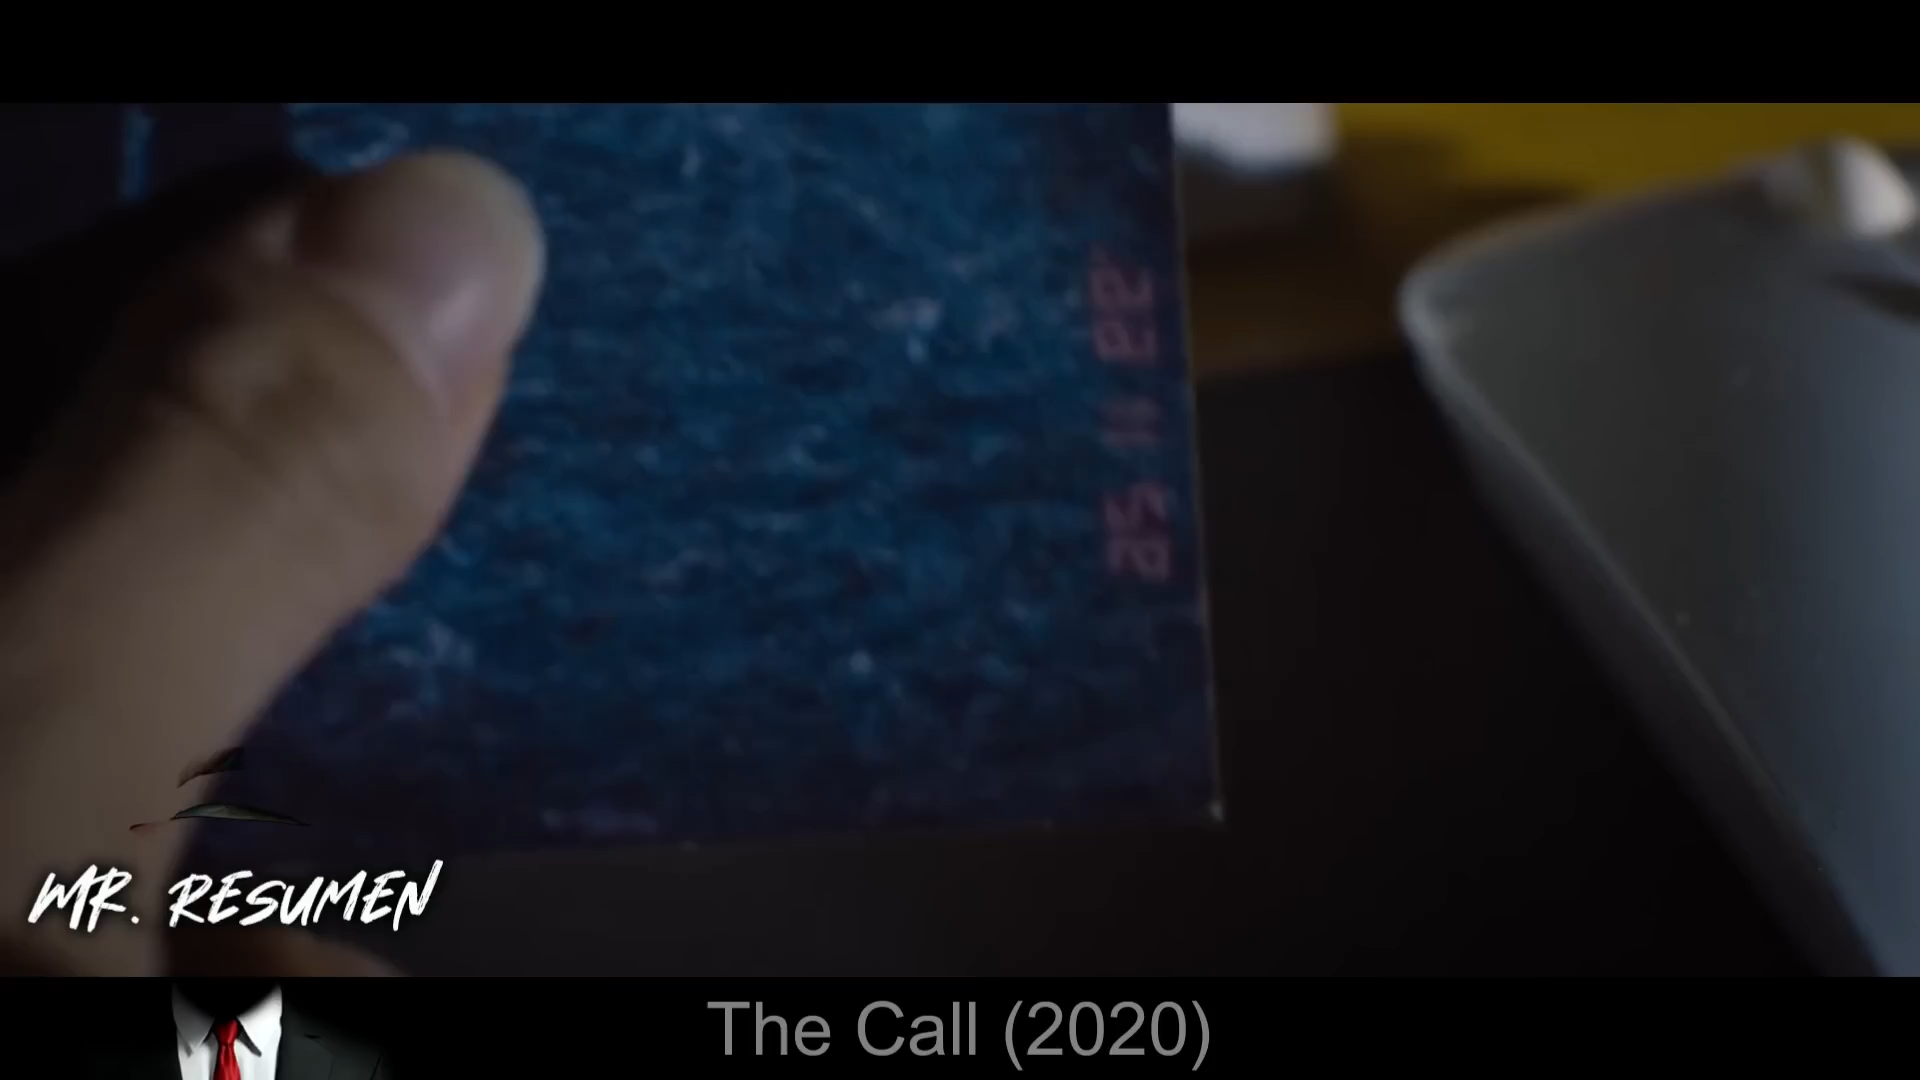 MR. RESUMEN
The Call (2020)